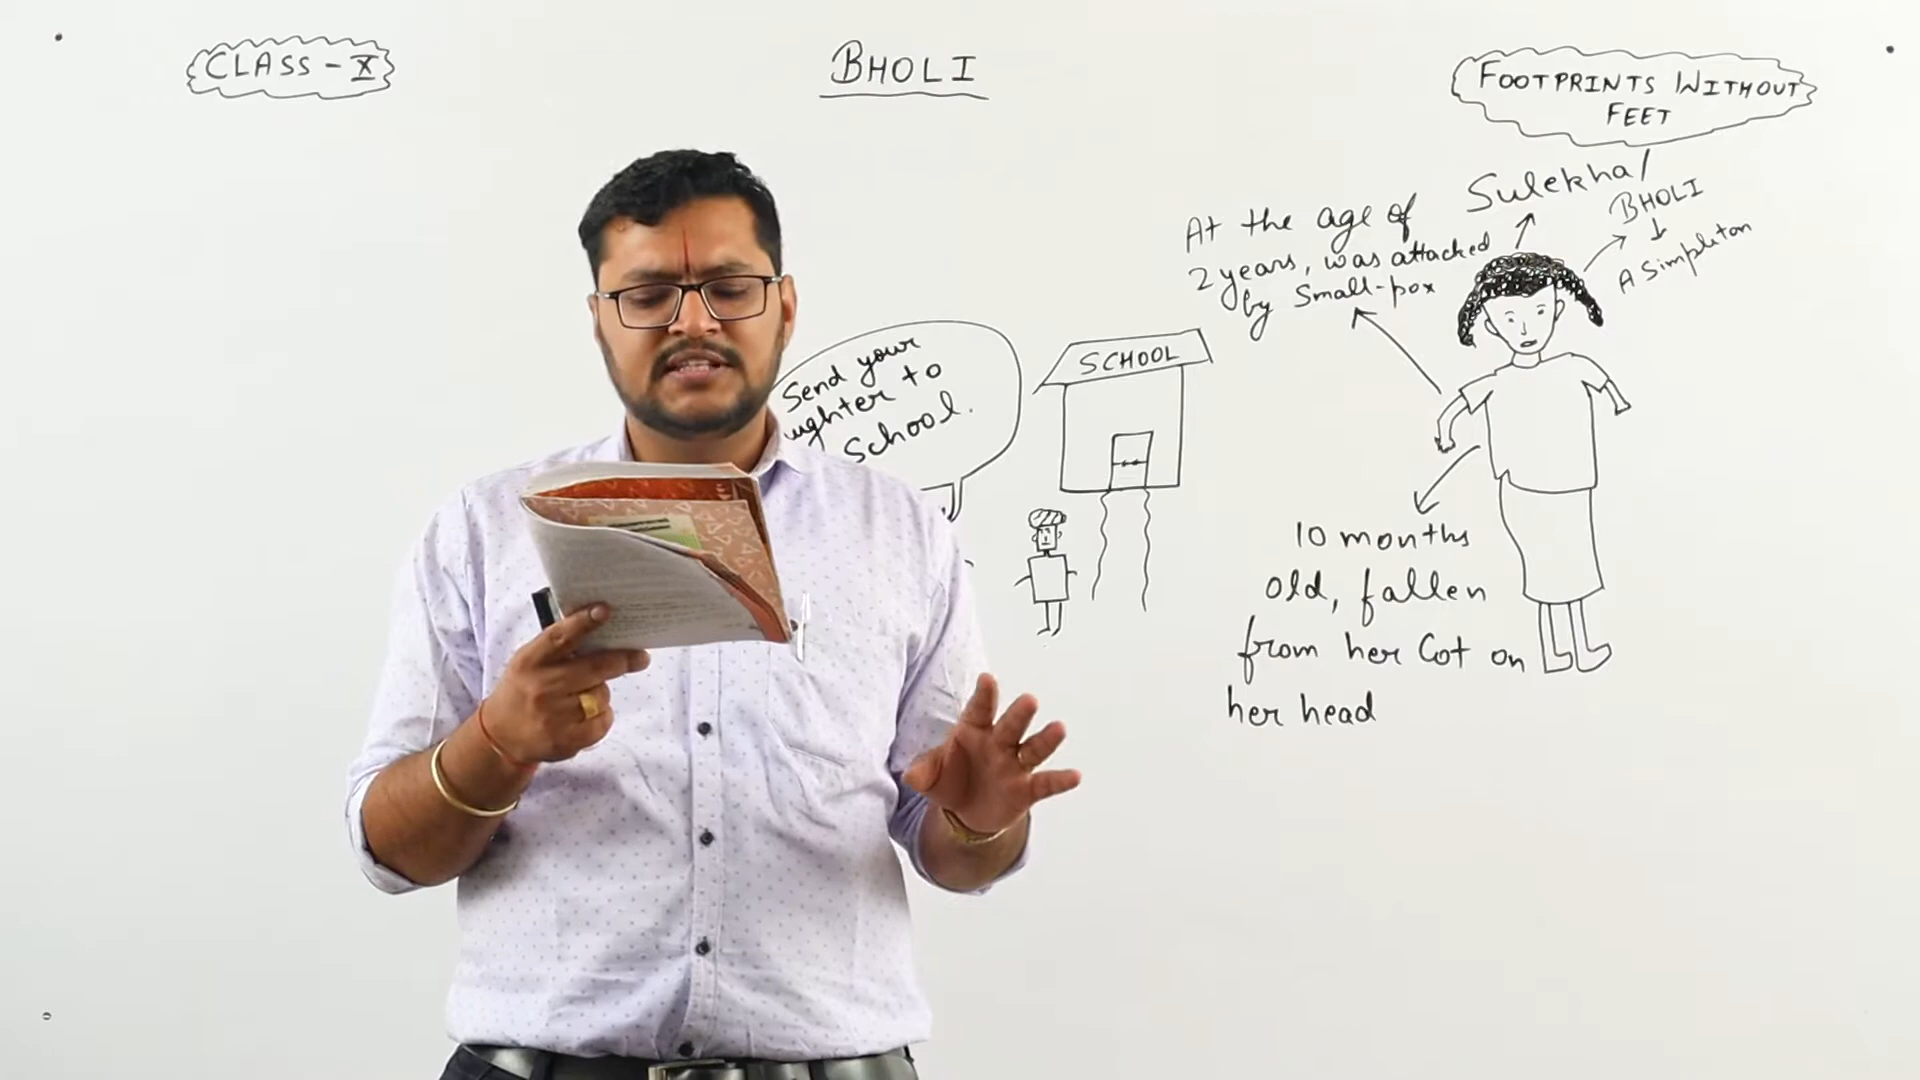 CLASS - X
BHOLI
FOOTPRINTS WITHOUT
FEET
Sulekha /
BHOLI
A Simpleton
At the age of
2 years, was attacked
by Small-pox
Send your
ughter to
School.
SCHOOL
10 months
old, fallen
from her Cot on
her head